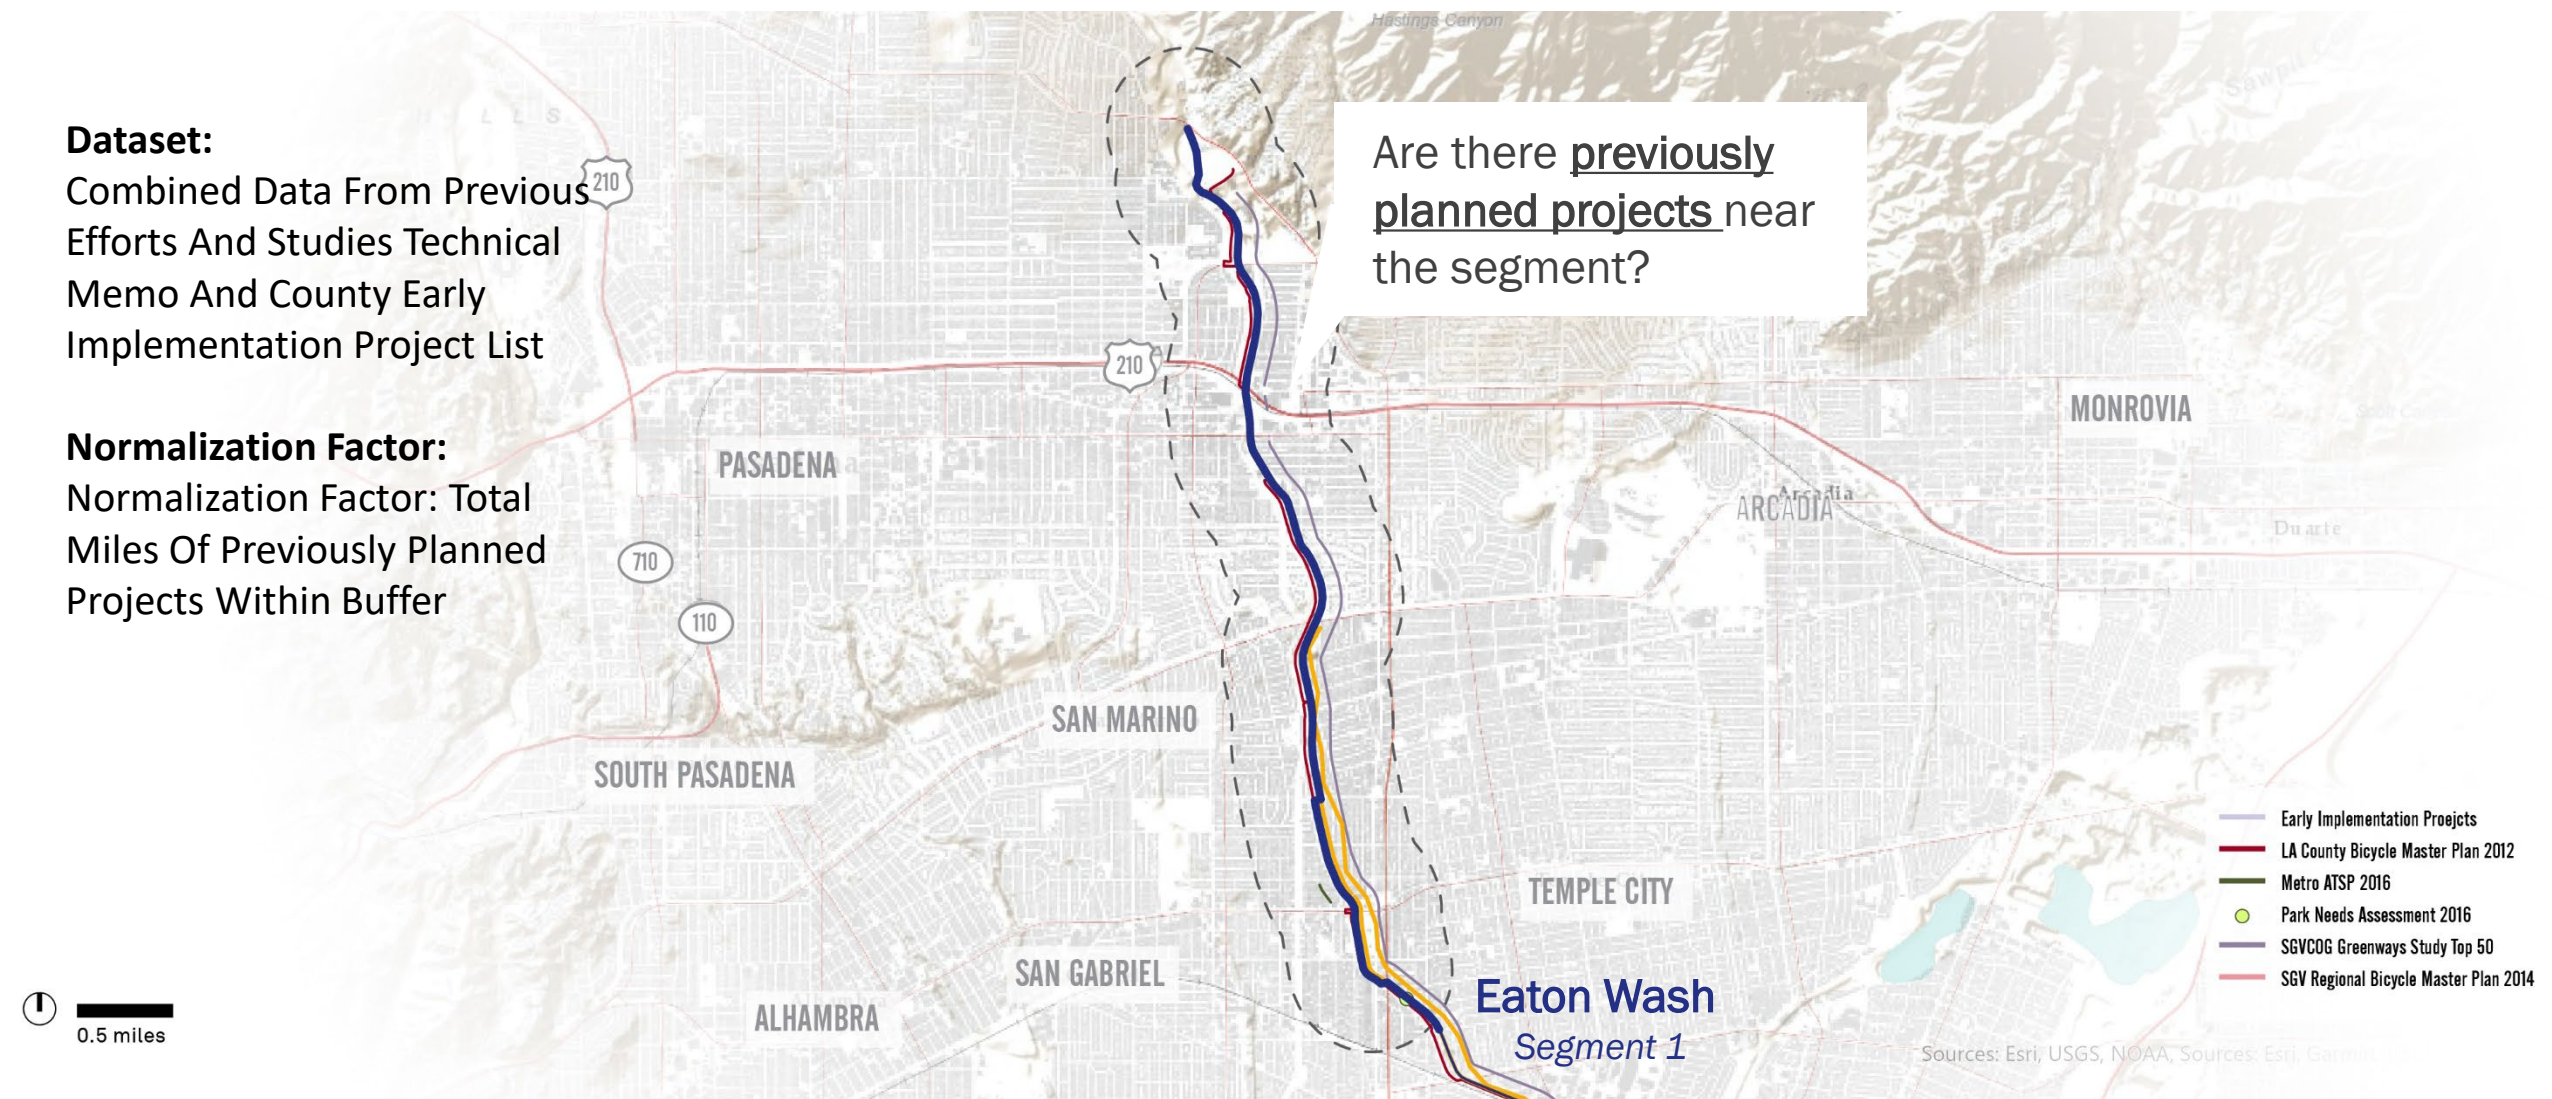 Hastings Canyon
Dataset:
Combined Data From Previous
Efforts And Studies Technical
Memo And County Early
Implementation Project List
Normalization Factor:
Normalization Factor: Total
Miles Of Previously Planned
Projects Within Buffer
Are there previously
planned projects near
the segment?
H I L L S
210
210
710
110
PASADENA
MONROVIA
ARCADIA
Arcadia
Duarte
SAN MARINO
SOUTH PASADENA
TEMPLE CITY
SAN GABRIEL
ALHAMBRA
Eaton Wash
Segment 1
0.5 miles
Early Implementation Proejcts
LA County Bicycle Master Plan 2012
Metro ATSP 2016
Park Needs Assessment 2016
SGVCOG Greenways Study Top 50
SGV Regional Bicycle Master Plan 2014
Sources: Esri, USGS, NOAA, Sources: Esri, Garmin